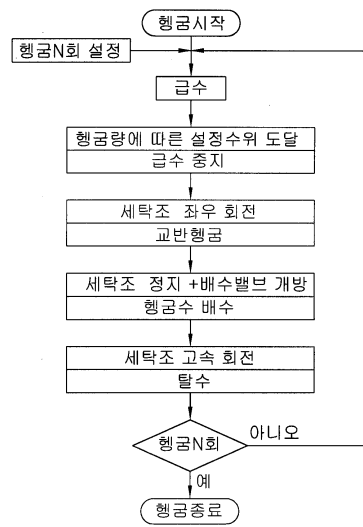 헹굼시작
헹굼N회 설정
급수
헹굼량에 따른 설정수위 도달
급수 중지
세탁조 좌우 회전
교반헹굼
세탁조 정지 +배수밸브 개방
헹굼수 배수
세탁조 고속 회전
탈수
헹굼N회
아니오
예
헹굼종료